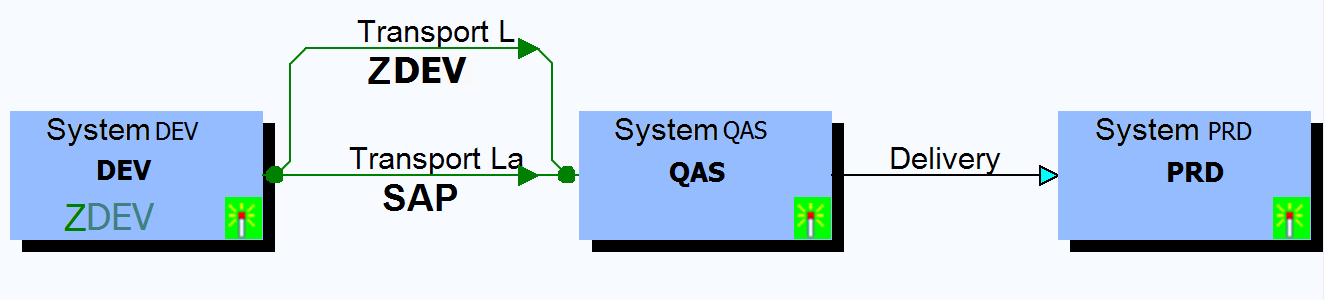 Transport L
ZDEV
System DEV
DEV
ZDEV
Transport La
SAP
System QAS
QAS
Delivery
System PRD
PRD